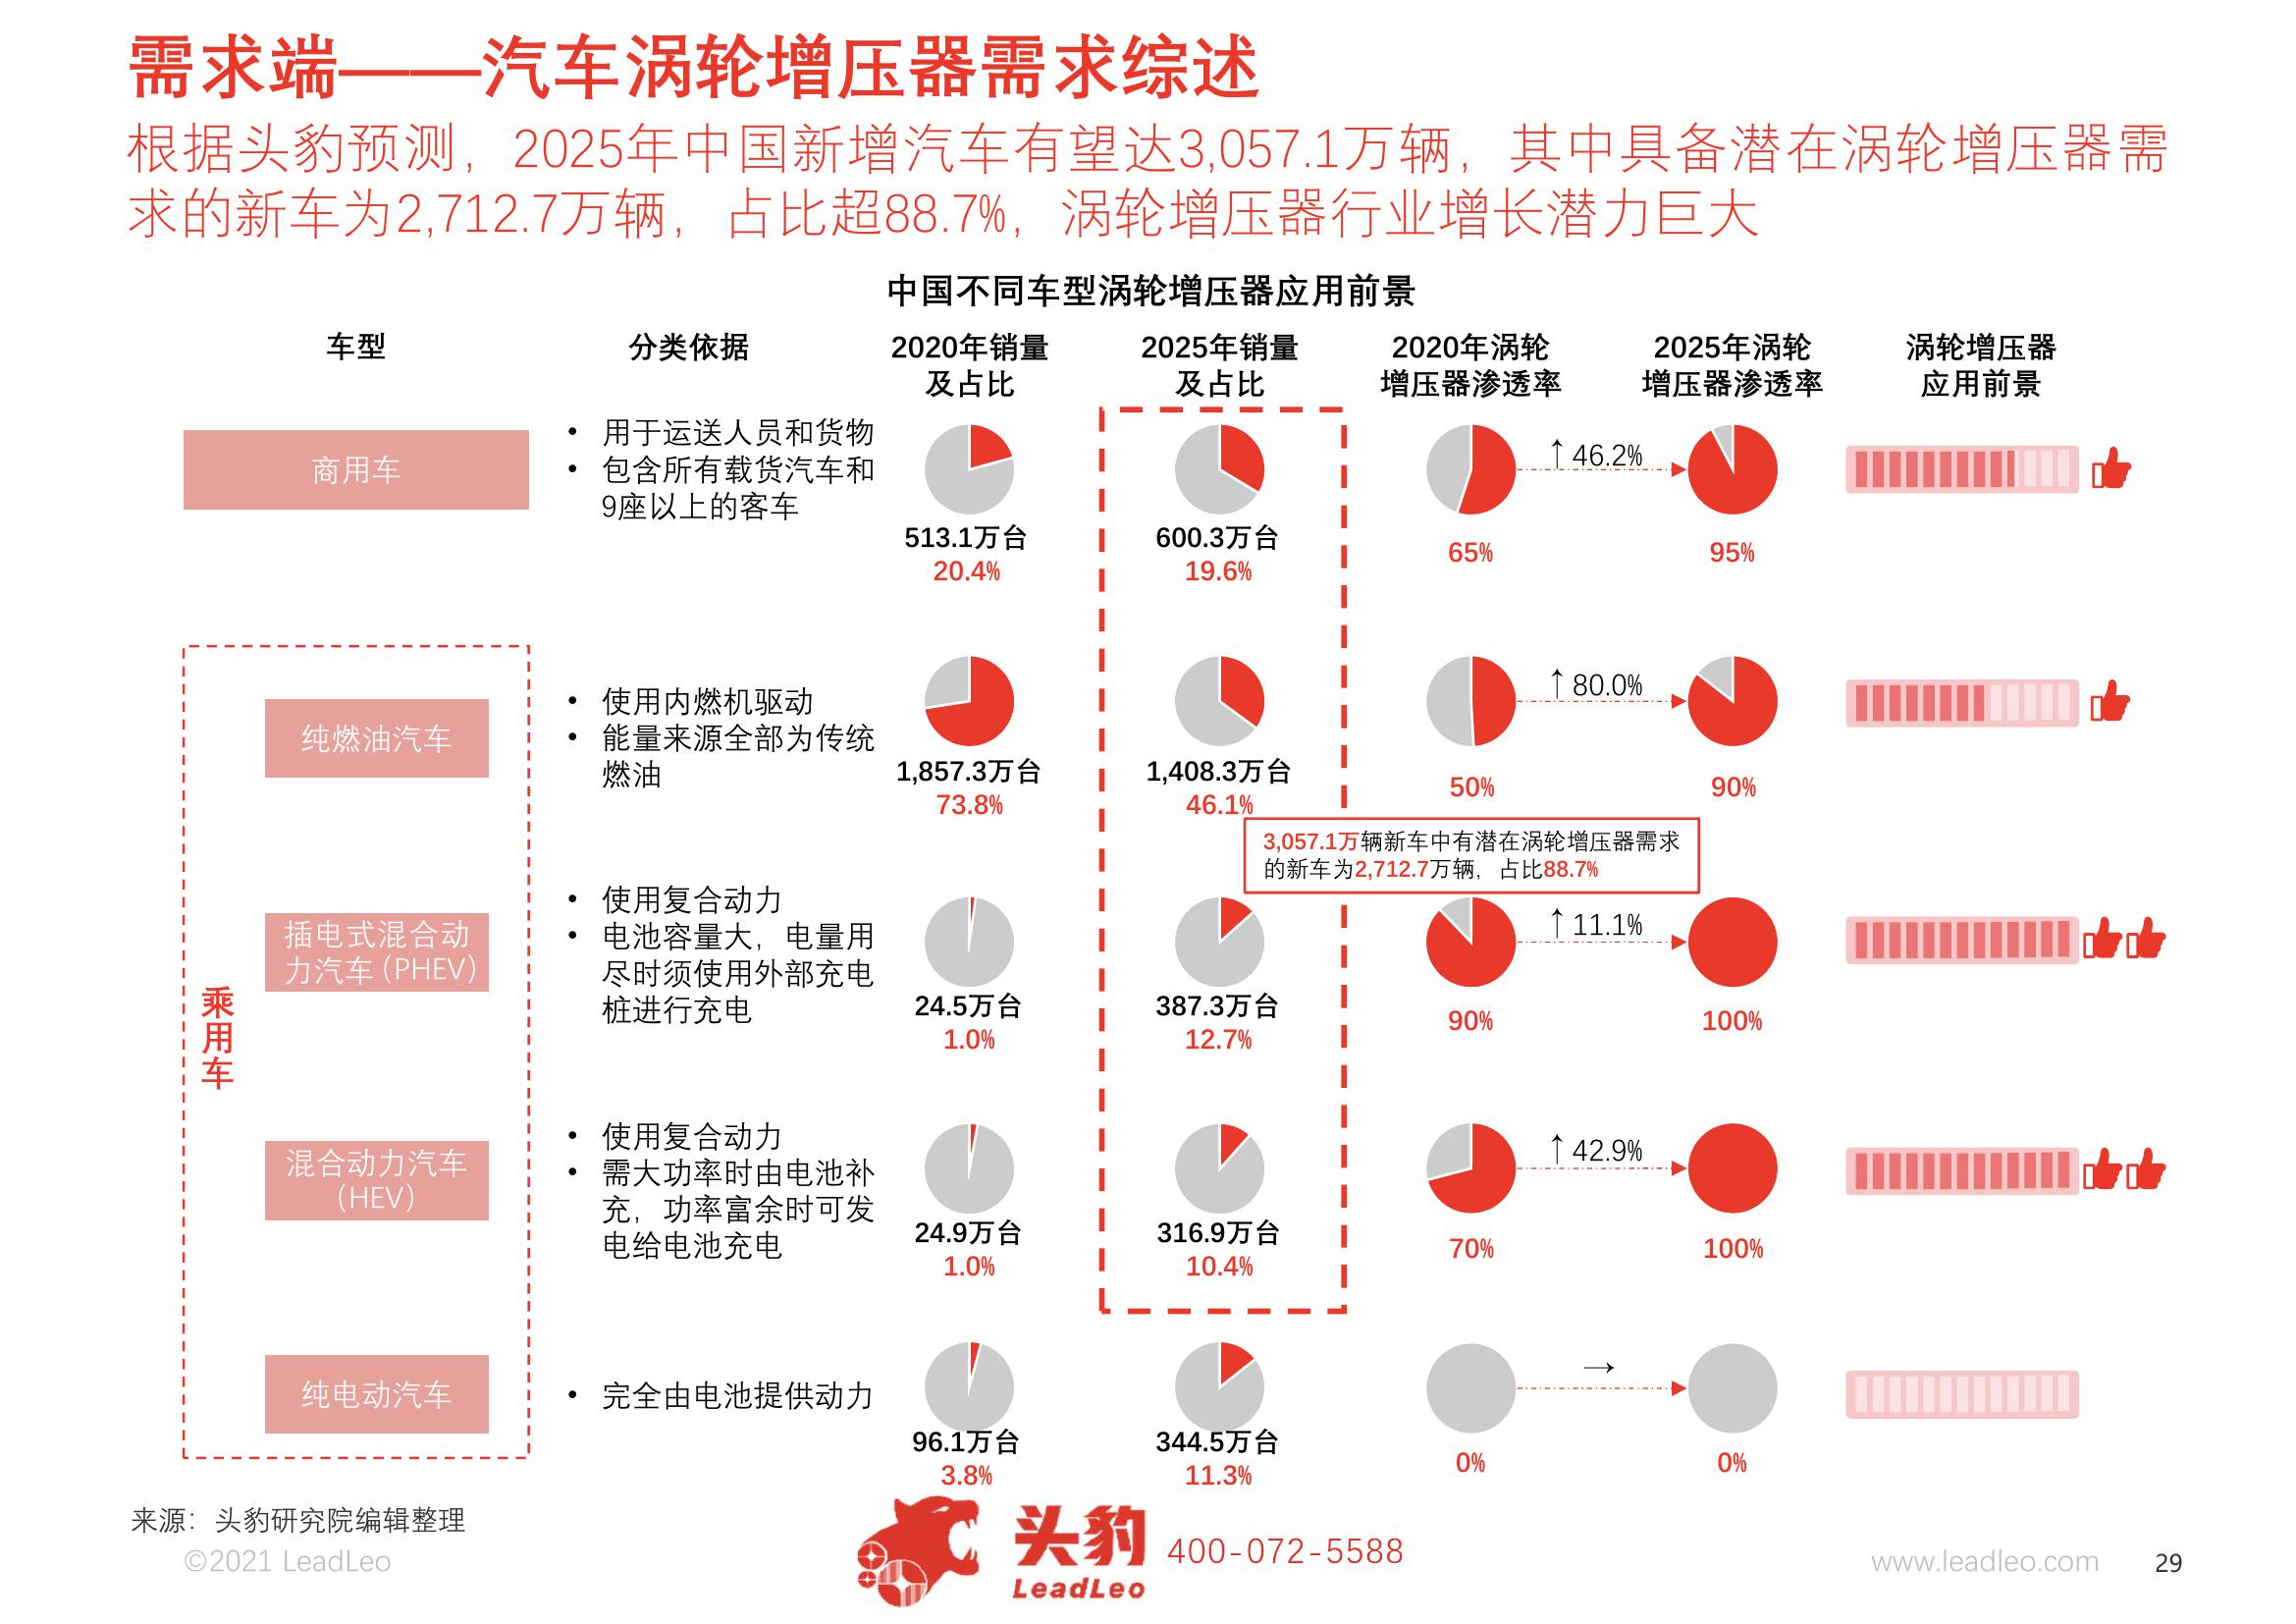 需求端——汽车涡轮增压器需求综述
根据头豹预测，2025年中国新增汽车有望达3,057.1万辆，其中具备潜在涡轮增压器需
求的新车为2,712.7万辆，占比超88.7%，涡轮增压器行业增长潜力巨大
中国不同车型涡轮增压器应用前景
车型
分类依据
2020年销量
及占比
2025年销量
及占比
2020年涡轮
增压器渗透率
2025年涡轮
增压器渗透率
涡轮增压器
应用前景
商用车
• 用于运送人员和货物
• 包含所有载货汽车和
9座以上的客车
513.1万台
20.4%
600.3万台
19.6%
65%
↑46.2%
95%
乘用车
纯燃油汽车
• 使用内燃机驱动
• 能量来源全部为传统
燃油
1,857.3万台
73.8%
1,408.3万台
46.1%
50%
↑80.0%
90%
3,057.1万辆新车中有潜在涡轮增压器需求
的新车为2,712.7万辆，占比88.7%
插电式混合动
力汽车（PHEV）
• 使用复合动力
• 电池容量大，电量用
尽时须使用外部充电
桩进行充电
24.5万台
1.0%
387.3万台
12.7%
90%
↑11.1%
100%
混合动力汽车
（HEV）
• 使用复合动力
• 需大功率时由电池补
充，功率富余时可发
电给电池充电
24.9万台
1.0%
316.9万台
10.4%
70%
↑42.9%
100%
纯电动汽车
• 完全由电池提供动力
96.1万台
3.8%
344.5万台
11.3%
0%
→
0%
来源：头豹研究院编辑整理
©2021 LeadLeo
头豹
LeadLeo
400-072-5588
www.leadleo.com
29